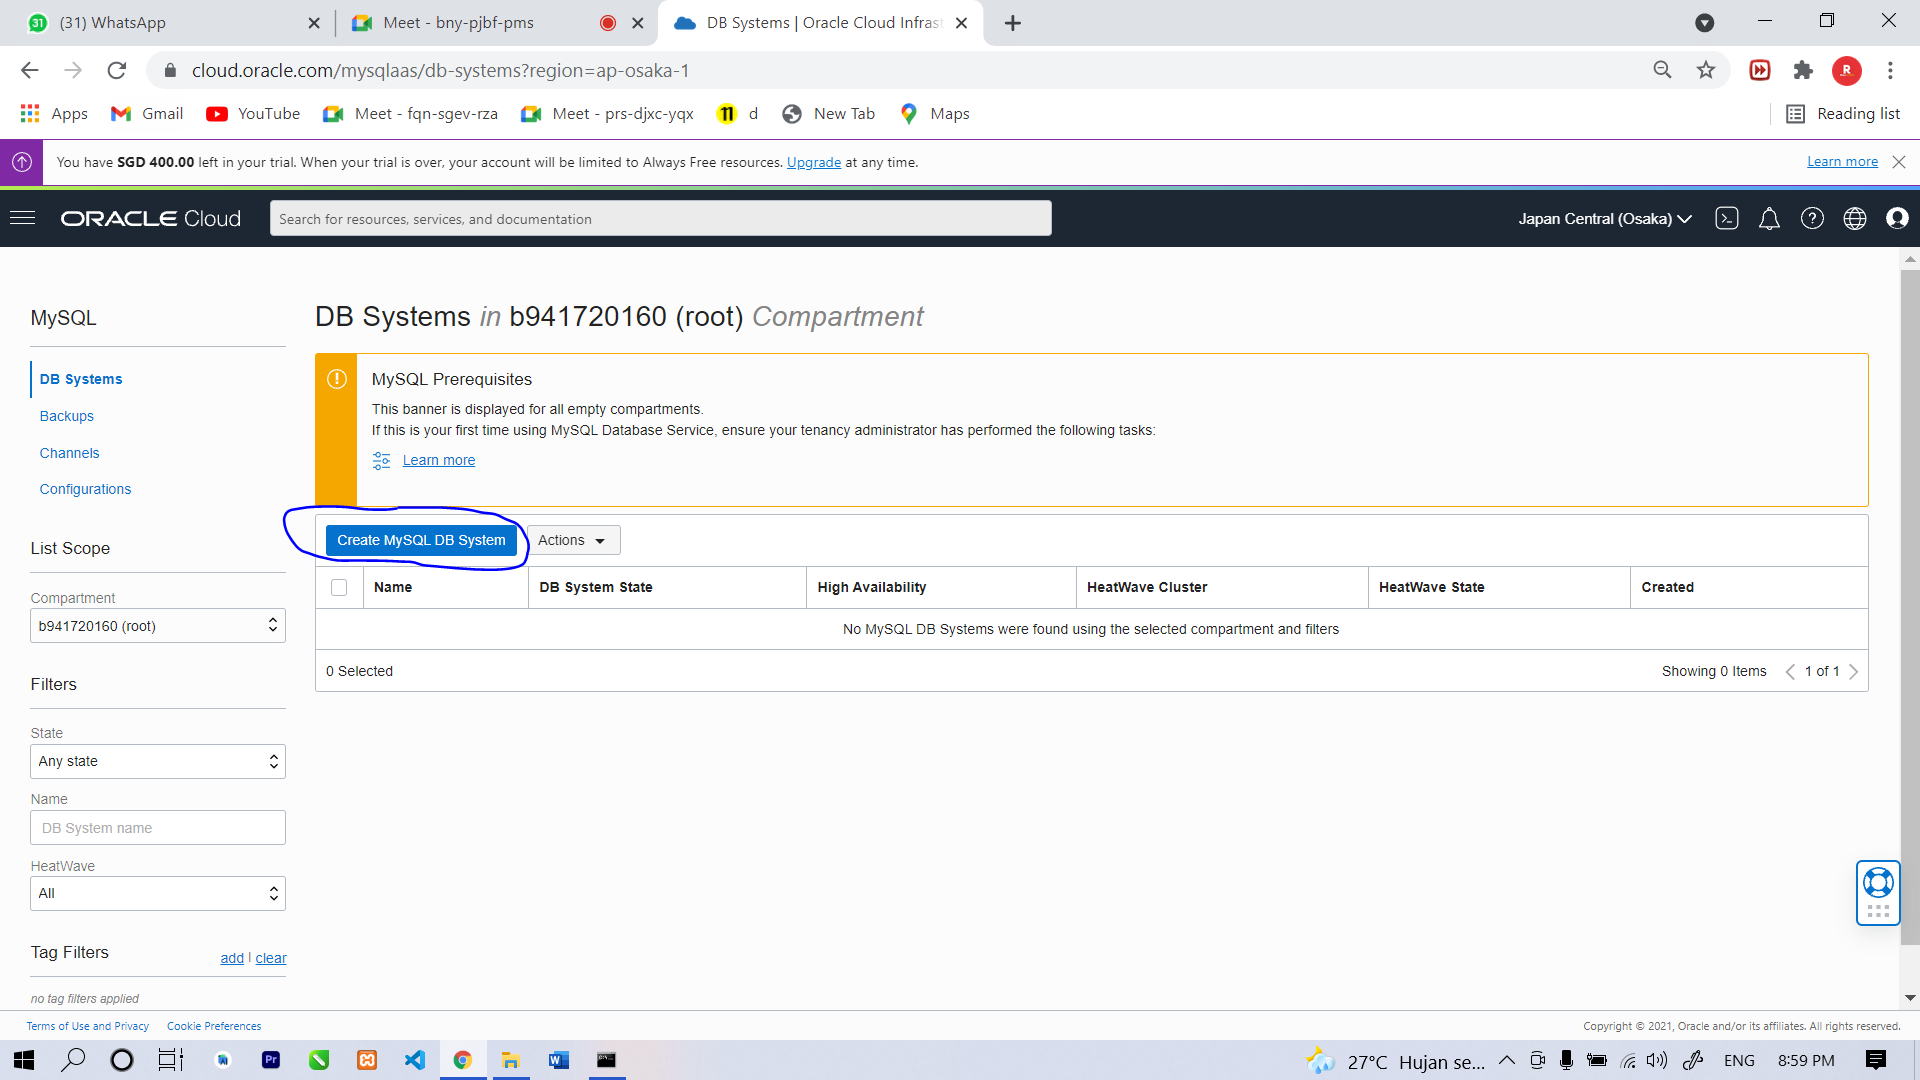 (31) WhatsApp
Meet - bny-pjbf-pms
DB Systems | Oracle Cloud Infrast
cloud.oracle.com/mysqlaas/db-systems?region=ap-osaka-1
R
Apps
Gmail
YouTube
Meet - fqn-sgev-rza
Meet - prs-djxc-yqx
d
New Tab
Maps
Reading list
You have SGD 400.00 left in your trial. When your trial is over, your account will be limited to Always Free resources. Upgrade at any time.
Learn more
ORACLE Cloud
Search for resources, services, and documentation
Japan Central (Osaka)
MySQL
DB Systems
Backups
Channels
Configurations
List Scope
Compartment
b941720160 (root)
Filters
State
Any state
Name
DB System name
HeatWave
All
Tag Filters
add | clear
no tag filters applied
DB Systems in b941720160 (root) Compartment
MySQL Prerequisites
This banner is displayed for all empty compartments.
If this is your first time using MySQL Database Service, ensure your tenancy administrator has performed the following tasks:
Learn more
Create MySQL DB System
Actions
Name
DB System State
High Availability
HeatWave Cluster
HeatWave State
Created
No MySQL DB Systems were found using the selected compartment and filters
0 Selected
Showing 0 Items
1 of 1
Terms of Use and Privacy
Cookie Preferences
Copyright © 2021, Oracle and/or its affiliates. All rights reserved.
Pr
27°C Hujan se...
ENG
8:59 PM